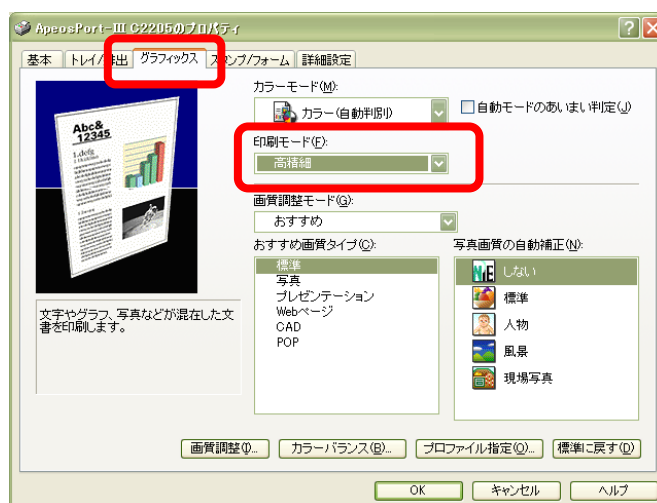 ApeosPort-III C2205のプロパティ
基本
トレイ/排出
グラフィックス
スタンプ/フォーム
詳細設定
カラーモード(M):
カラー(自動判別)
自動モードのあいまい判定(J)
印刷モード(F):
高精細
画質調整モード(G):
おすすめ
おすすめ画質タイプ(C):
標準
写真
プレゼンテーション
Webページ
CAD
POP
写真画質の自動補正(N):
しない
標準
人物
風景
現場写真
Abc&
12345
1.defg
文字やグラフ、写真などが混在した文
書を印刷します。
画質調整(I)...
カラーバランス(B)...
プロファイル指定(O)...
標準に戻す(D)
OK
キャンセル
ヘルプ